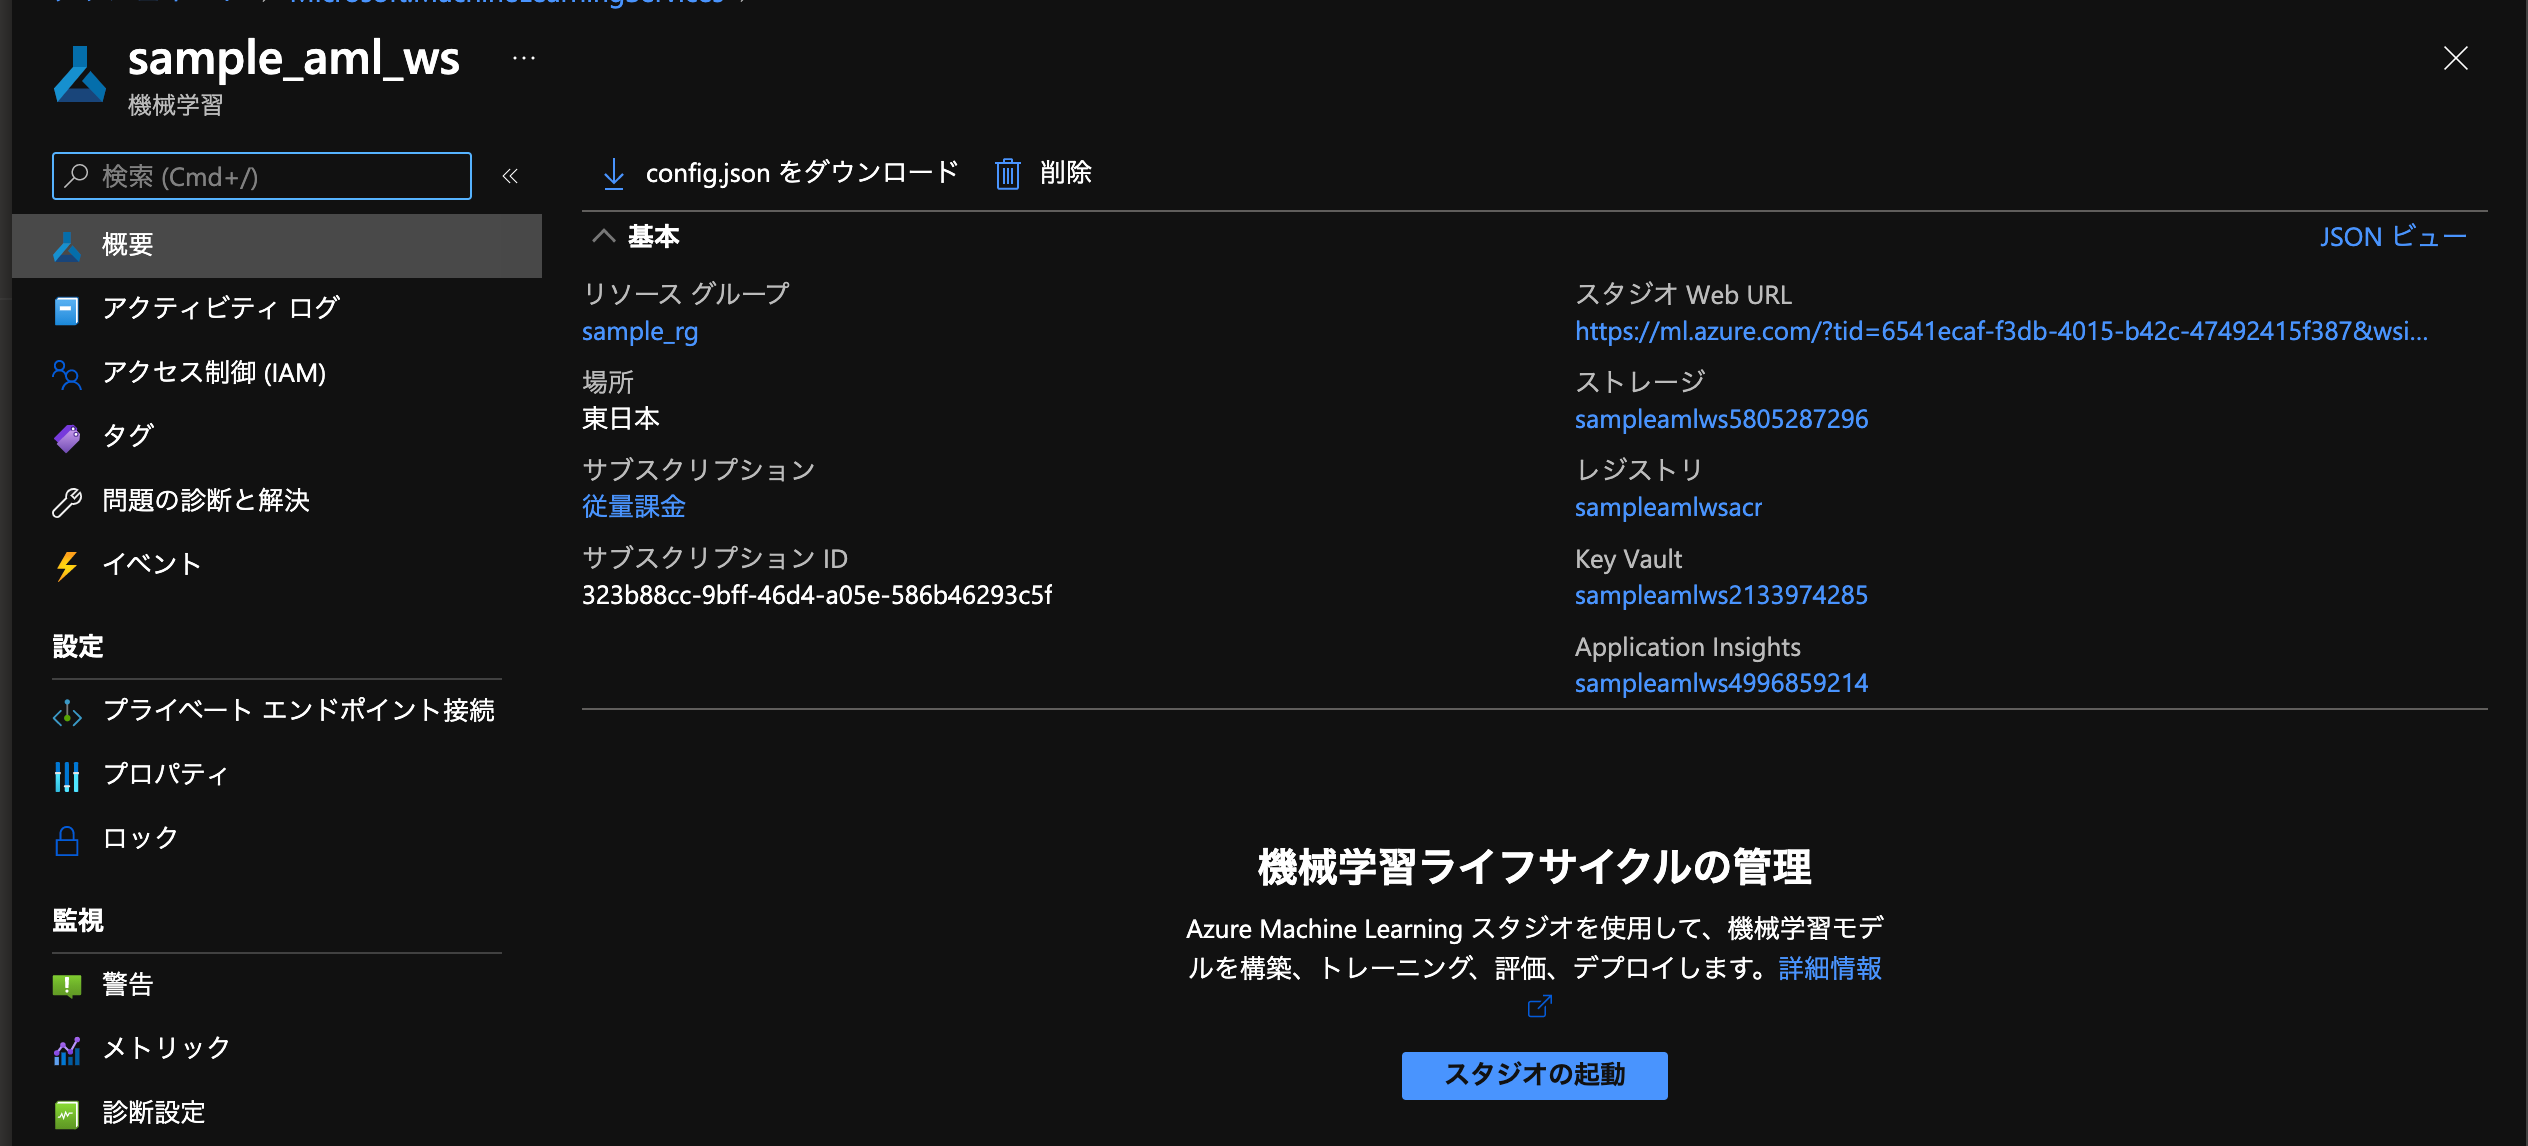 Microsoft.MachineLearningServices
sample_aml_ws
...
機械学習
検索 (Cmd+/)
«
config.json をダウンロード
削除
概要
アクティビティ ログ
アクセス制御 (IAM)
タグ
問題の診断と解決
イベント
設定
プライベート エンドポイント接続
プロパティ
ロック
監視
警告
メトリック
診断設定
基本
JSON ビュー
リソース グループ
sample_rg
場所
東日本
サブスクリプション
従量課金
サブスクリプション ID
323b88cc-9bff-46d4-a05e-586b46293c5f
スタジオ Web URL
https://ml.azure.com/?tid=6541ecaf-f3db-4015-b42c-47492415f387&wsi...
ストレージ
sampleamlws5805287296
レジストリ
sampleamlwsacr
Key Vault
sampleamlws2133974285
Application Insights
sampleamlws4996859214
機械学習ライフサイクルの管理
Azure Machine Learning スタジオを使用して、機械学習モデ
ルを構築、トレーニング、評価、デプロイします。詳細情報
スタジオの起動